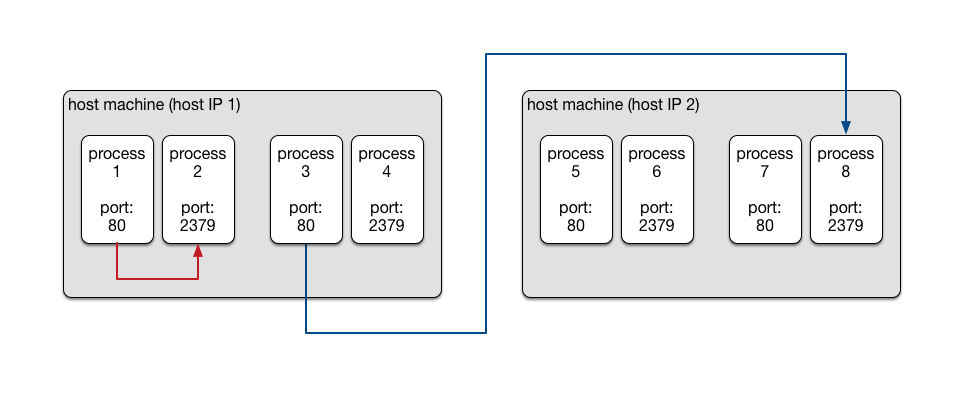 host machine (host IP 1)
process
1
port:
80
process
2
port:
2379
process
3
port:
80
process
4
port:
2379
host machine (host IP 2)
process
5
port:
80
process
6
port:
2379
process
7
port:
80
process
8
port:
2379